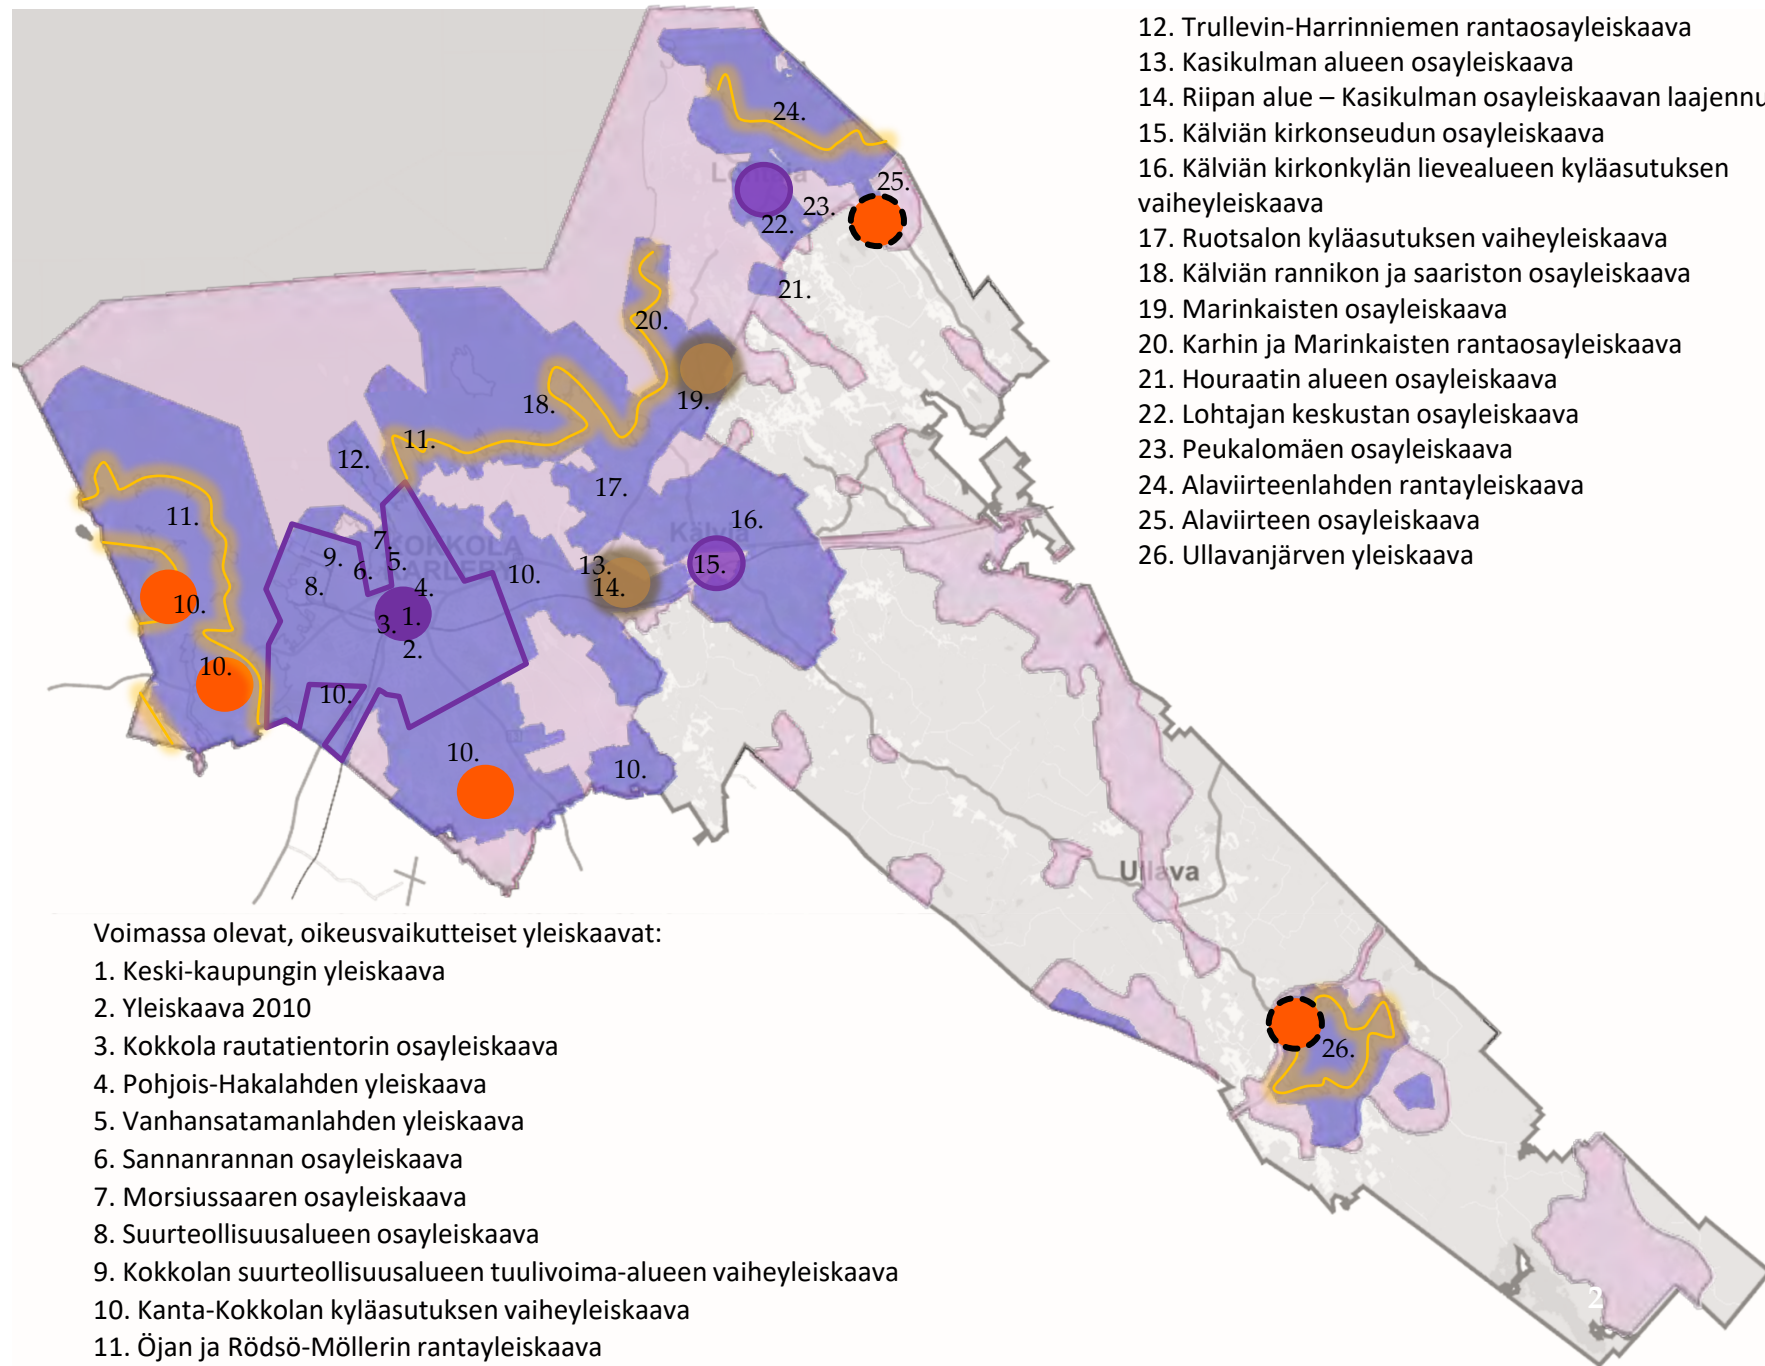 12. Trullevin-Harrinniemen rantaosayleiskaava
13. Kasikulman alueen osayleiskaava
14. Riipan alue – Kasikulman osayleiskaavan laajennu
15. Kälviän kirkonseudun osayleiskaava
16. Kälviän kirkonkylän lievealueen kyläasutuksen
vaiheyleiskaava
17. Ruotsalon kyläasutuksen vaiheyleiskaava
18. Kälviän rannikon ja saariston osayleiskaava
19. Marinkaisten osayleiskaava
20. Karhin ja Marinkaisten rantaosayleiskaava
21. Houraatin alueen osayleiskaava
22. Lohtajan keskustan osayleiskaava
23. Peukalomäen osayleiskaava
24. Alaviirteenlahden rantayleiskaava
25. Alaviirteen osayleiskaava
26. Ullavanjärven yleiskaava
24.
25.
23.
22.
21.
20.
19.
18.
11.
12.
17.
16.
Kälviä
15.
13.
14.
11.
7.
KOKKOLA
KARLEBY
9.
5.
6.
8.
4.
10.
10.
1.
3.
2.
10.
10.
10.
10.
Ullava
26.
Voimassa olevat, oikeusvaikutteiset yleiskaavat:
1. Keski-kaupungin yleiskaava
2. Yleiskaava 2010
3. Kokkola rautatientorin osayleiskaava
4. Pohjois-Hakalahden yleiskaava
5. Vanhansatamanlahden yleiskaava
6. Sannanrannan osayleiskaava
7. Morsiussaaren osayleiskaava
8. Suurteollisuusalueen osayleiskaava
9. Kokkolan suurteollisuusalueen tuulivoima-alueen vaiheyleiskaava
10. Kanta-Kokkolan kyläasutuksen vaiheyleiskaava
11. Öjan ja Rödsö-Möllerin rantayleiskaava
2